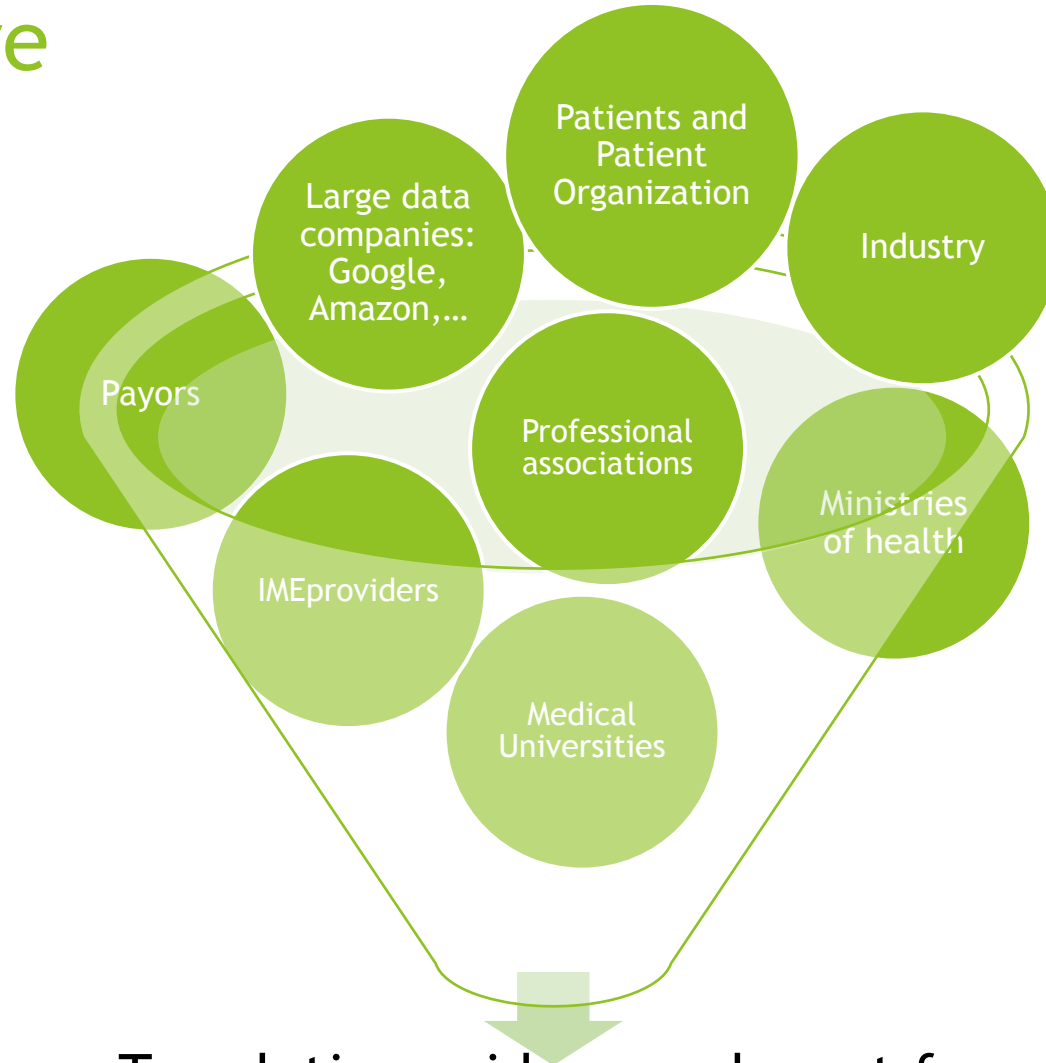 Patients and
Patient
Organization
Large data
companies:
Google,
Amazon,…
Industry
Payors
Professional
associations
Ministries
of health
IMEproviders
Medical
Universities